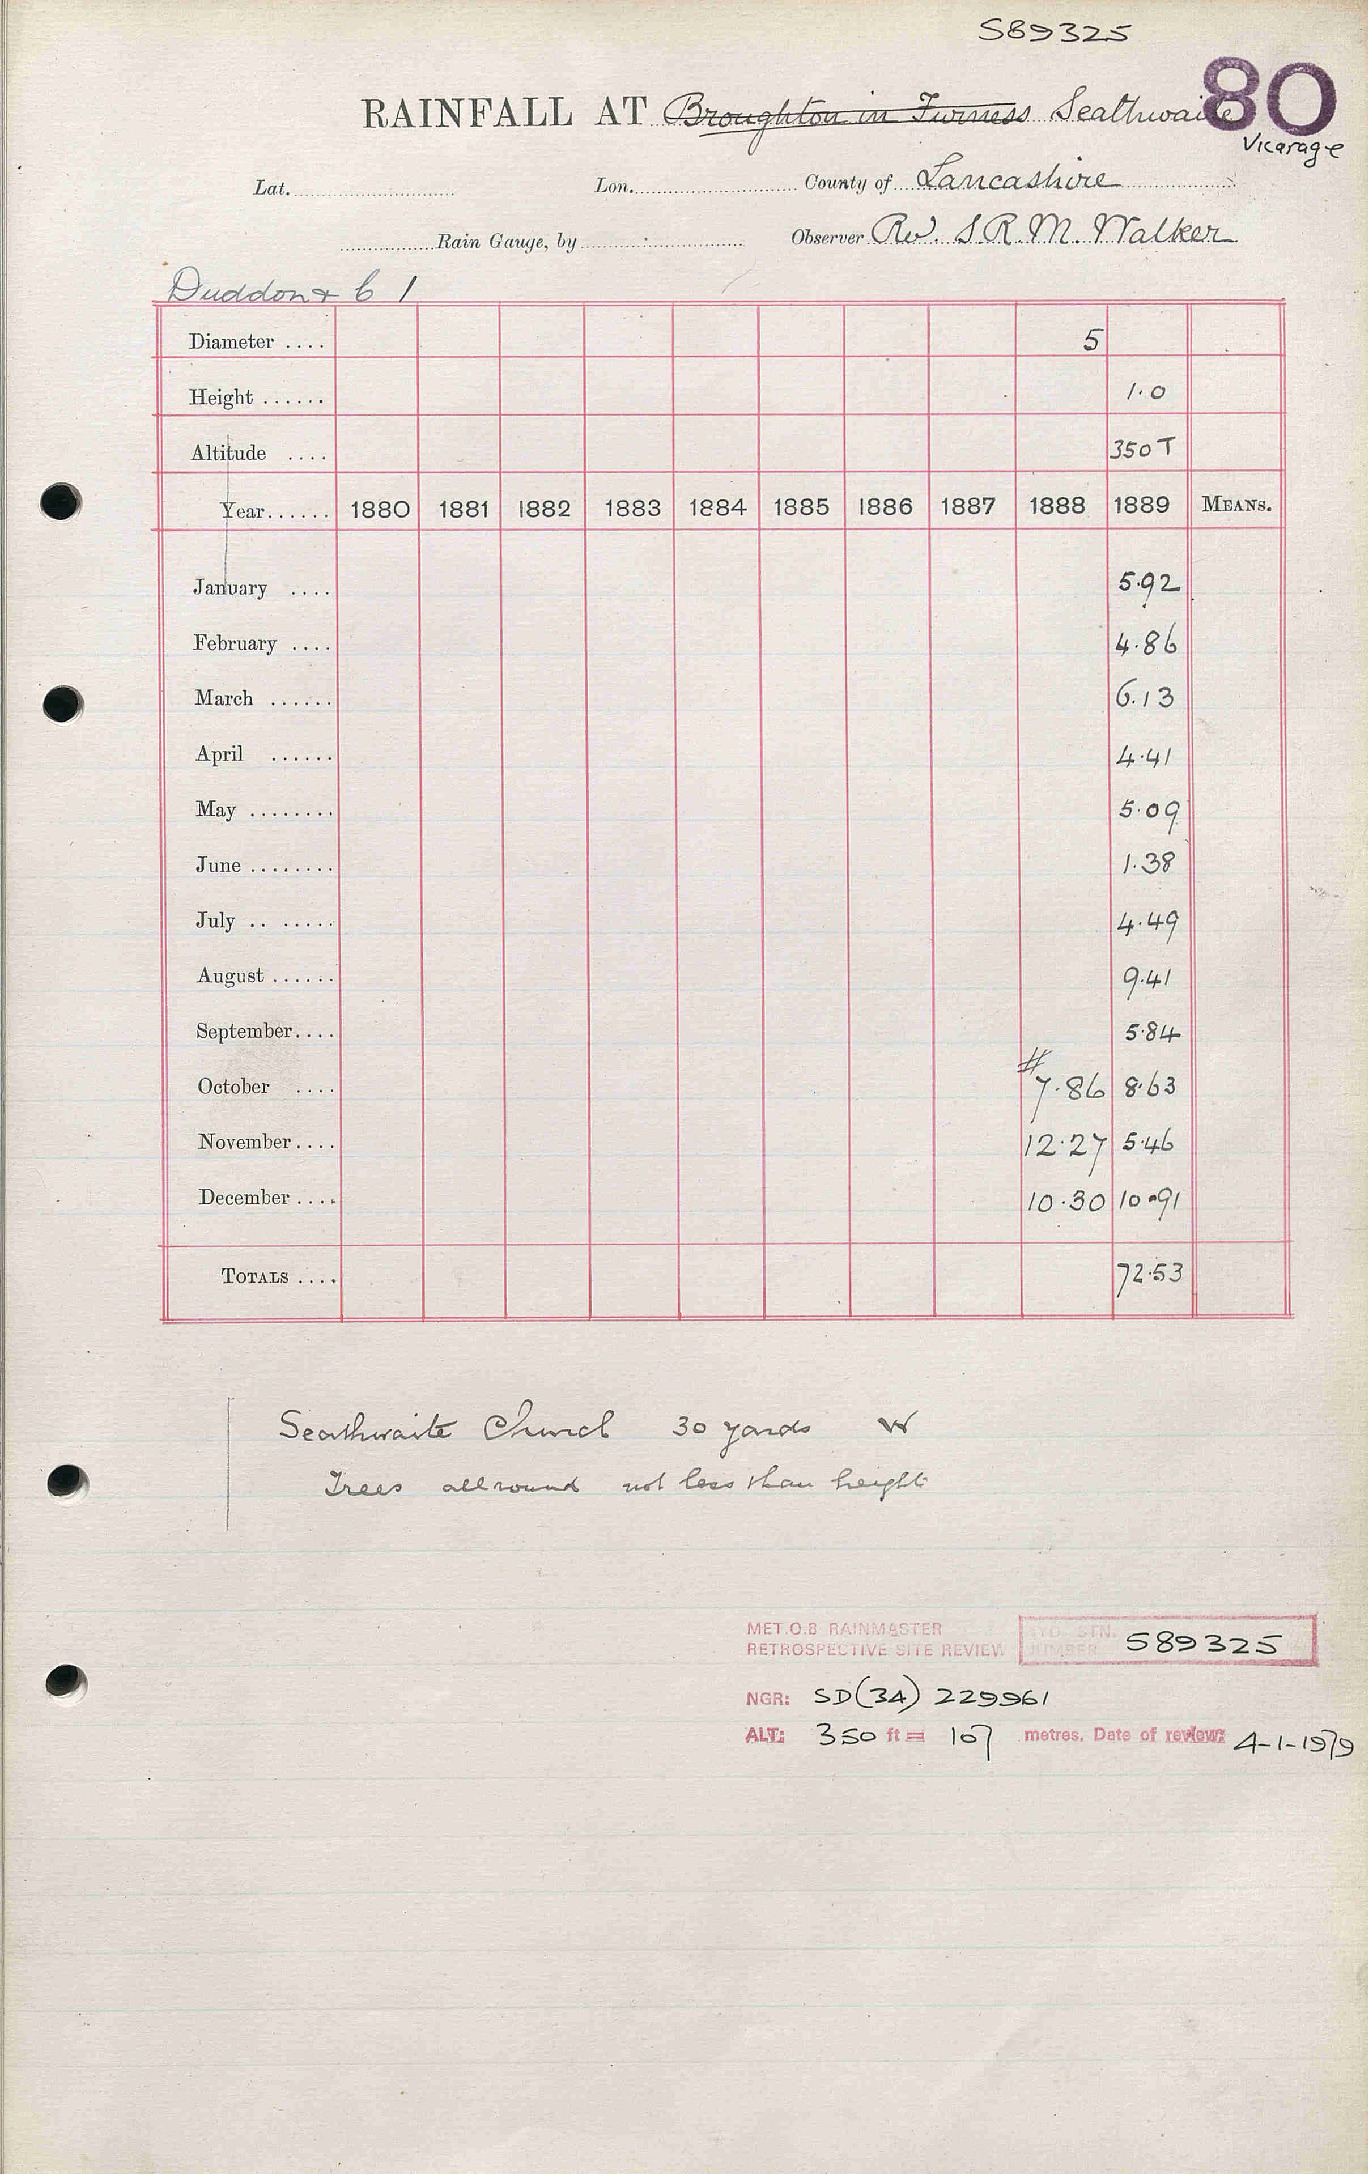 589325
80
RAINFALL AT Broughton in Furness Seathwaite
Vicarage
Lat. Lon. County of Lancashire
Rain Gauge, by Observer Rev. S R. M. Walker
Duddon + C 1
Diameter .... 5
Height ...... 1.0
Altitude .... 350 T
Year...... 1880 1881 1882 1883 1884 1885 1886 1887 1888 1889 MEANS.
January .... 5.92
February .... 4.86
March ...... 6.13
April ...... 4.41
May ........ 5.09
June ........ 1.38
July .. ..... 4.49
August ...... 9.41
September.... 5.84
#
October .... 7.86 8.63
November.... 12.27 5.46
December .... 10.30 10.91
TOTALS .... 72.53
Seathwaite Church 30 yards W
Trees all round not less than height
MET.O.8 RAINMASTER
RETROSPECTIVE SITE REVIEW
STN. NUMBER 589325
NGR: SD(34) 229961
ALT: 350 ft = 107 metres. Date of review: 4-1-1979